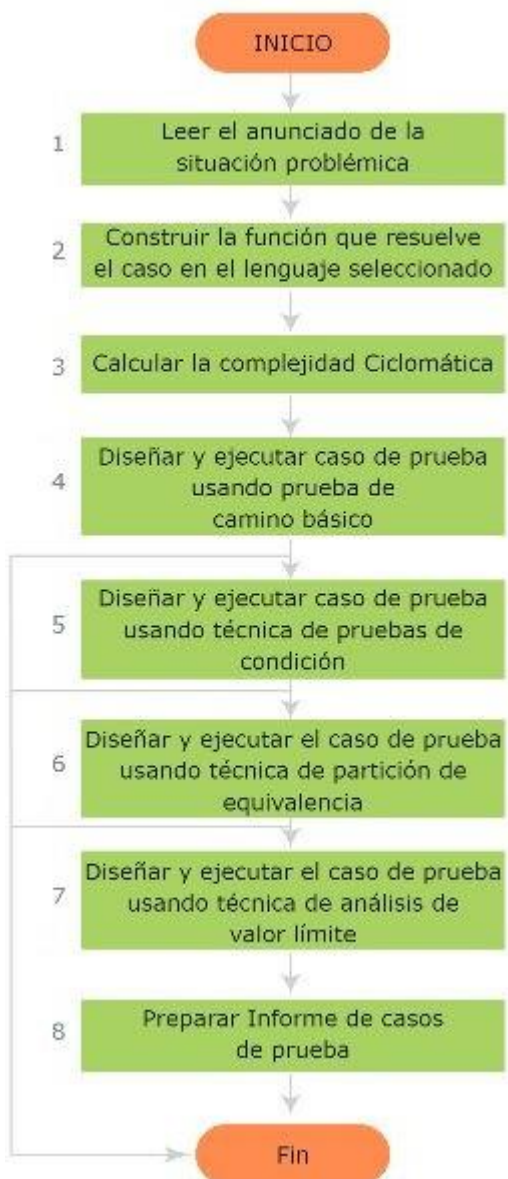 INICIO
1
Leer el anunciado de la
situación problémica
2
Construir la función que resuelve
el caso en el lenguaje seleccionado
3
Calcular la complejidad Ciclomática
4
Diseñar y ejecutar caso de prueba
usando prueba de
camino básico
5
Diseñar y ejecutar caso de prueba
usando técnica de pruebas de
condición
6
Diseñar y ejecutar el caso de prueba
usando técnica de partición de
equivalencia
7
Diseñar y ejecutar el caso de prueba
usando técnica de análisis de
valor límite
8
Preparar Informe de casos
de prueba
Fin